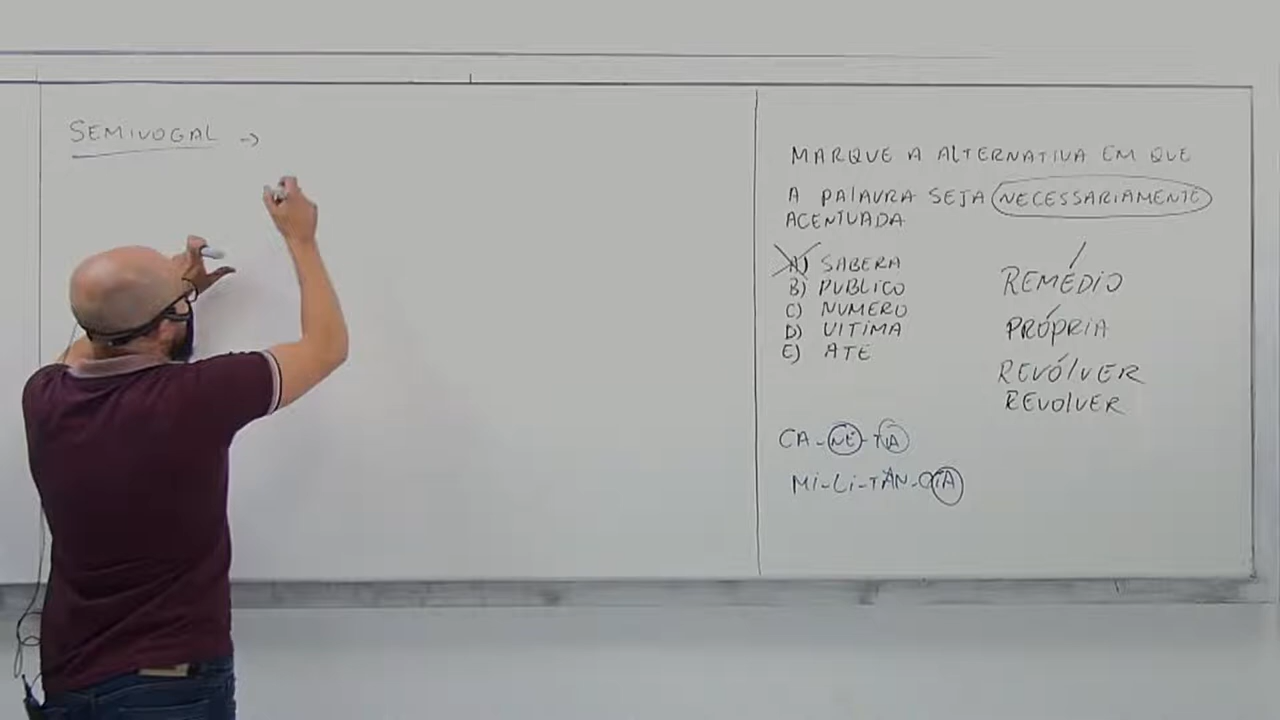 SEMIVOGAL →
MARQUE A ALTERNATIVA EM QUE
A PALAVRA SEJA NECESSARIAMENTE
ACENTUADA
A) SABERA
B) PUBLICO
C) NUMERO
D) ULTIMA
E) ATE
REMÉDIO
PRÓPRIA
REVÓLVER
REVOLVER
CA-NE-TA
MI-LI-TÂN-CIA